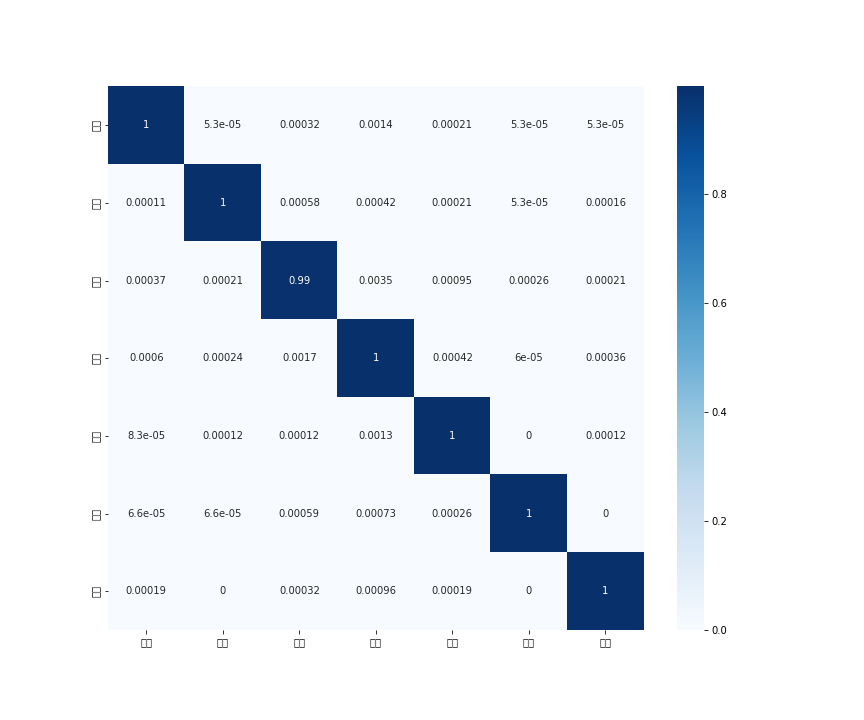 1 5.3e-05 0.00032 0.0014 0.00021 5.3e-05 5.3e-05
0.00011 1 0.00058 0.00042 0.00021 5.3e-05 0.00016
0.8
0.00037 0.00021 0.99 0.0035 0.00095 0.00026 0.00021
0.6
0.0006 0.00024 0.0017 1 0.00042 6e-05 0.00036
0.4
8.3e-05 0.00012 0.00012 0.0013 1 0 0.00012
6.6e-05 6.6e-05 0.00059 0.00073 0.00026 1 0
0.2
0.00019 0 0.00032 0.00096 0.00019 0 1
0.0